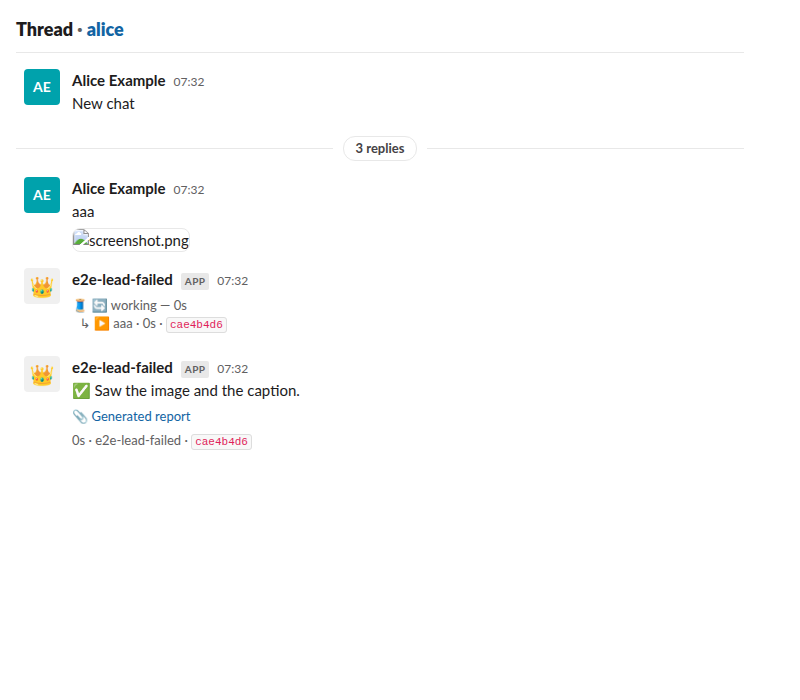 Thread • alice
AE
Alice Example 07:32
New chat
3 replies
AE
Alice Example 07:32
aaa
screenshot.png
e2e-lead-failed APP 07:32
🧵 🔄 working — 0s
↳ ▶️ aaa · 0s · cae4b4d6
e2e-lead-failed APP 07:32
✅ Saw the image and the caption.
📎 Generated report
0s · e2e-lead-failed · cae4b4d6